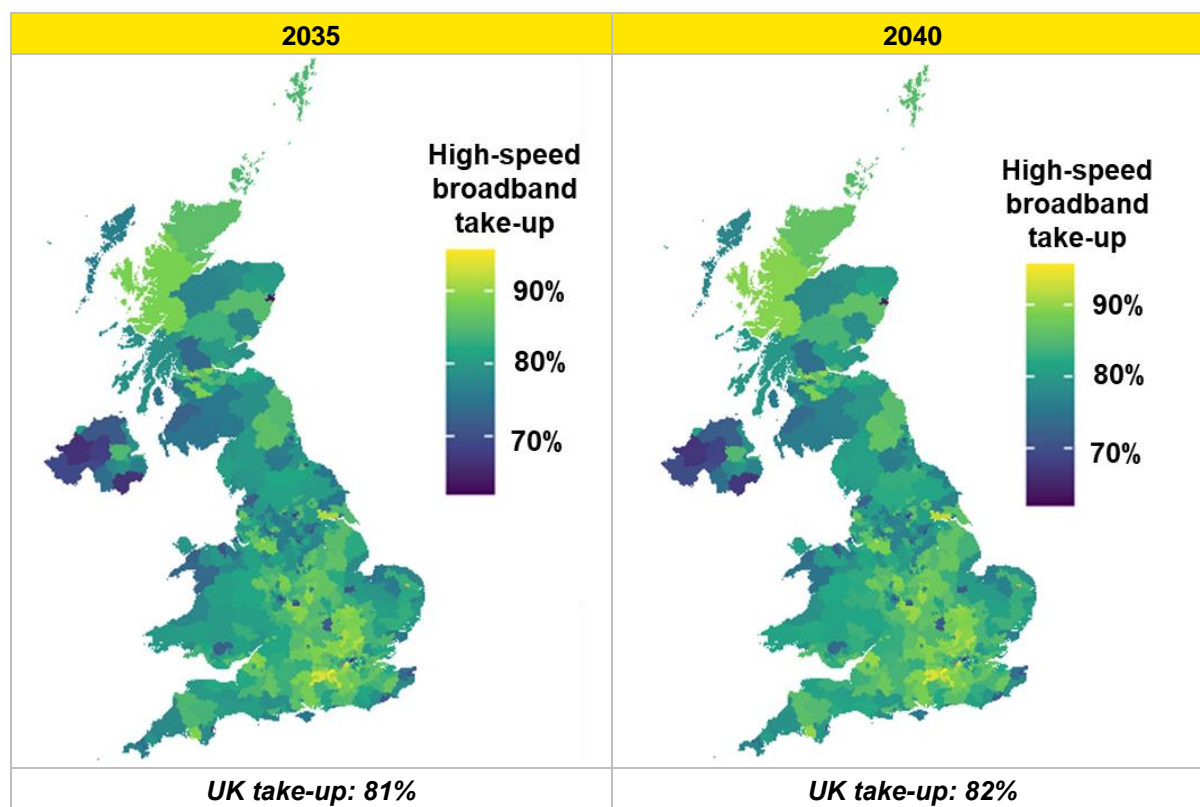 2035
2040
High-speed
broadband
take-up
90%
80%
70%
High-speed
broadband
take-up
90%
80%
70%
UK take-up: 81%
UK take-up: 82%